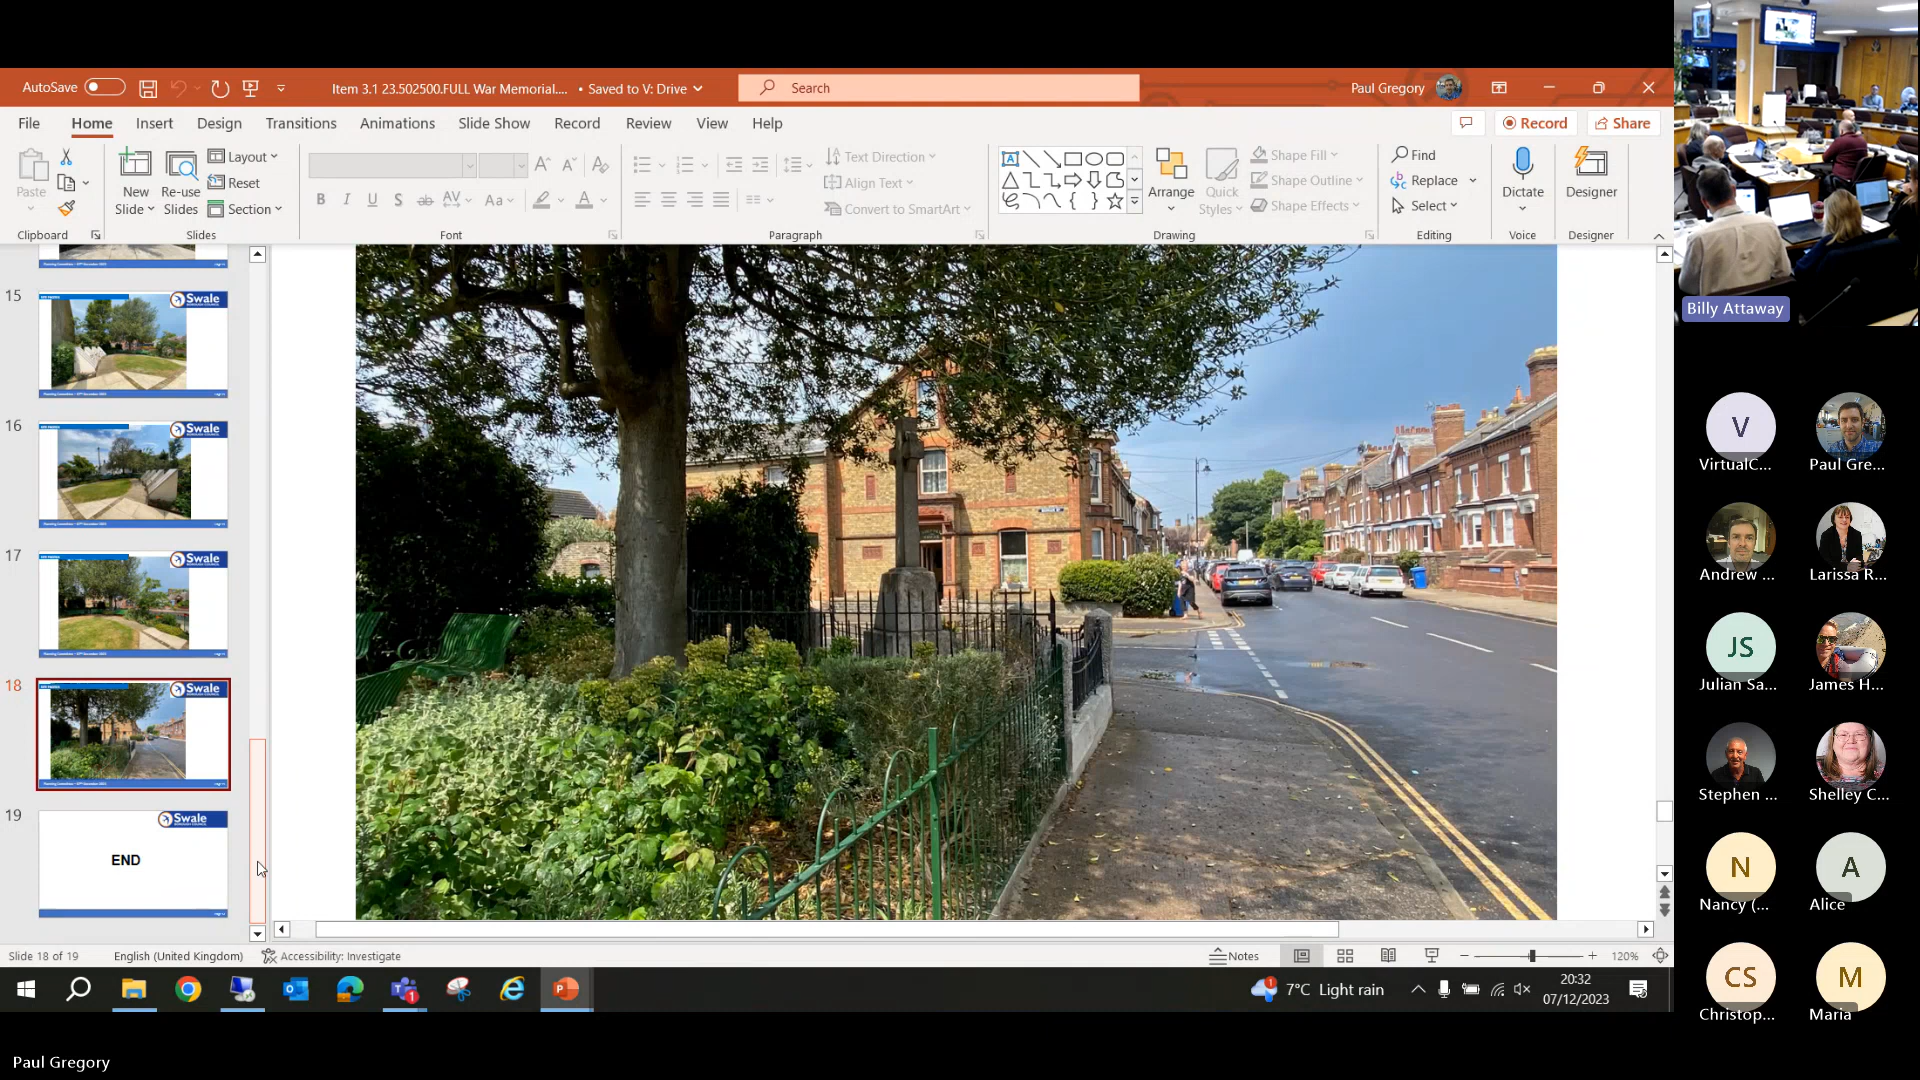 AutoSave
Item 3.1 23.502500.FULL War Memorial.... • Saved to V: Drive
Search
Paul Gregory
File Home Insert Design Transitions Animations Slide Show Record Review View Help
Record
Share
Paste
New Slide
Re-use Slides
Layout
Reset
Section
Text Direction
Align Text
Convert to SmartArt
Arrange
Quick Styles
Shape Fill
Shape Outline
Shape Effects
Find
Replace
Select
Dictate
Designer
Clipboard
Slides
Font
Paragraph
Drawing
Editing
Voice
Designer
15
Swale
16
Swale
17
Swale
18
Swale
19
Swale
END
Slide 18 of 19
English (United Kingdom)
Accessibility: Investigate
Notes
120%
7°C Light rain
20:32
07/12/2023
Paul Gregory
Billy Attaway
V
VirtualC...
Paul Gre...
Andrew ...
Larissa R...
JS
Julian Sa...
James H...
Stephen ...
Shelley C...
N
Nancy (...
A
Alice
CS
Christop...
M
Maria